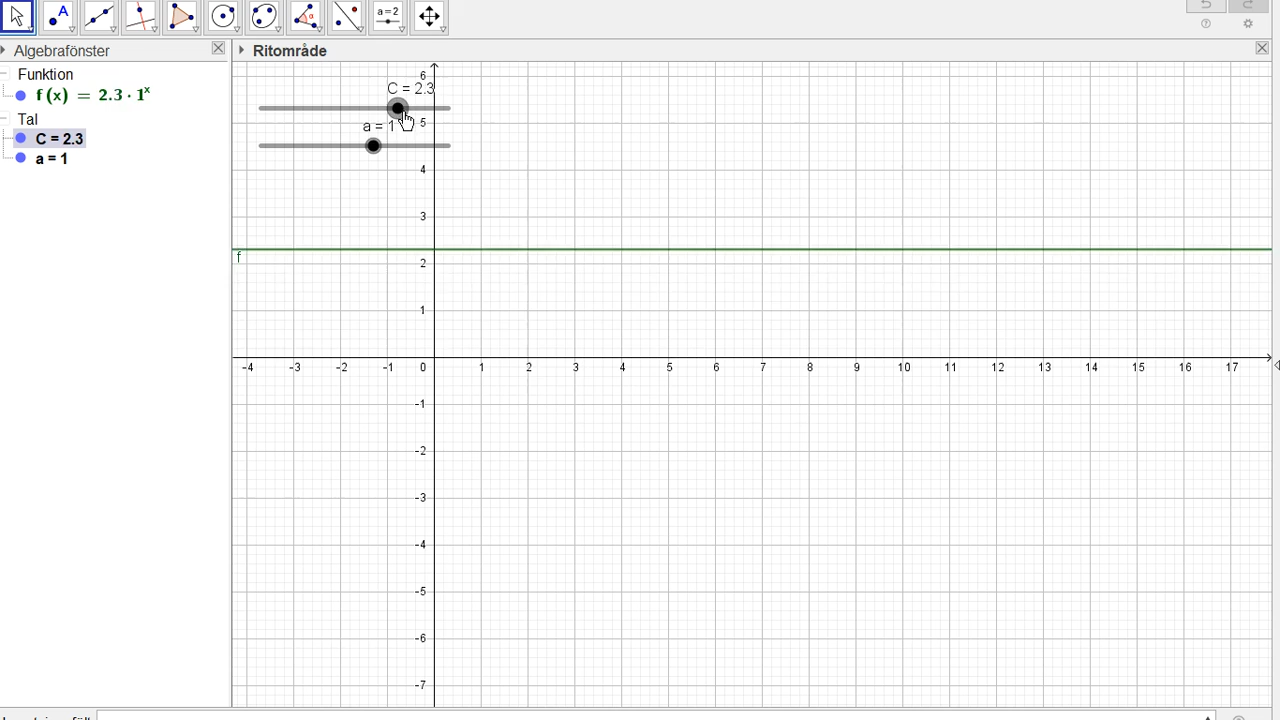 A
α
a=2
Algebrafönster
Ritområde
Funktion
f(x) = 2.3 · 1^x
Tal
C = 2.3
a = 1
C = 2.3
a = 1
f
6
5
4
3
2
1
-4 -3 -2 -1 0 1 2 3 4 5 6 7 8 9 10 11 12 13 14 15 16 17
-1
-2
-3
-4
-5
-6
-7